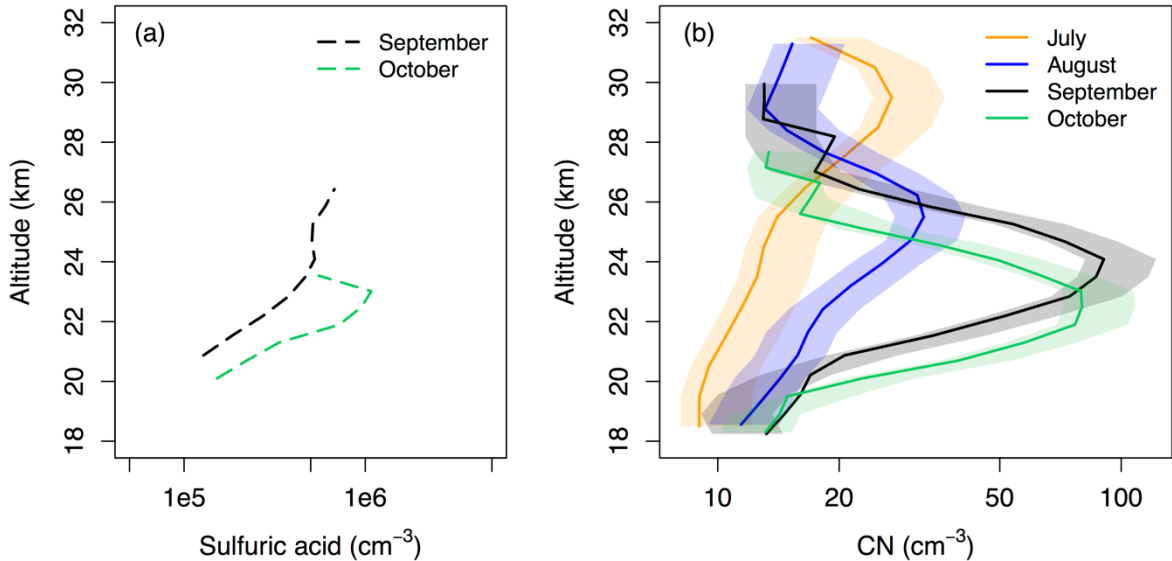 (a)
September
October
32
30
28
26
24
22
20
18
Altitude (km)
1e5
1e6
Sulfuric acid (cm⁻³)
(b)
July
August
September
October
32
30
28
26
24
22
20
18
Altitude (km)
10
20
50
100
CN (cm⁻³)